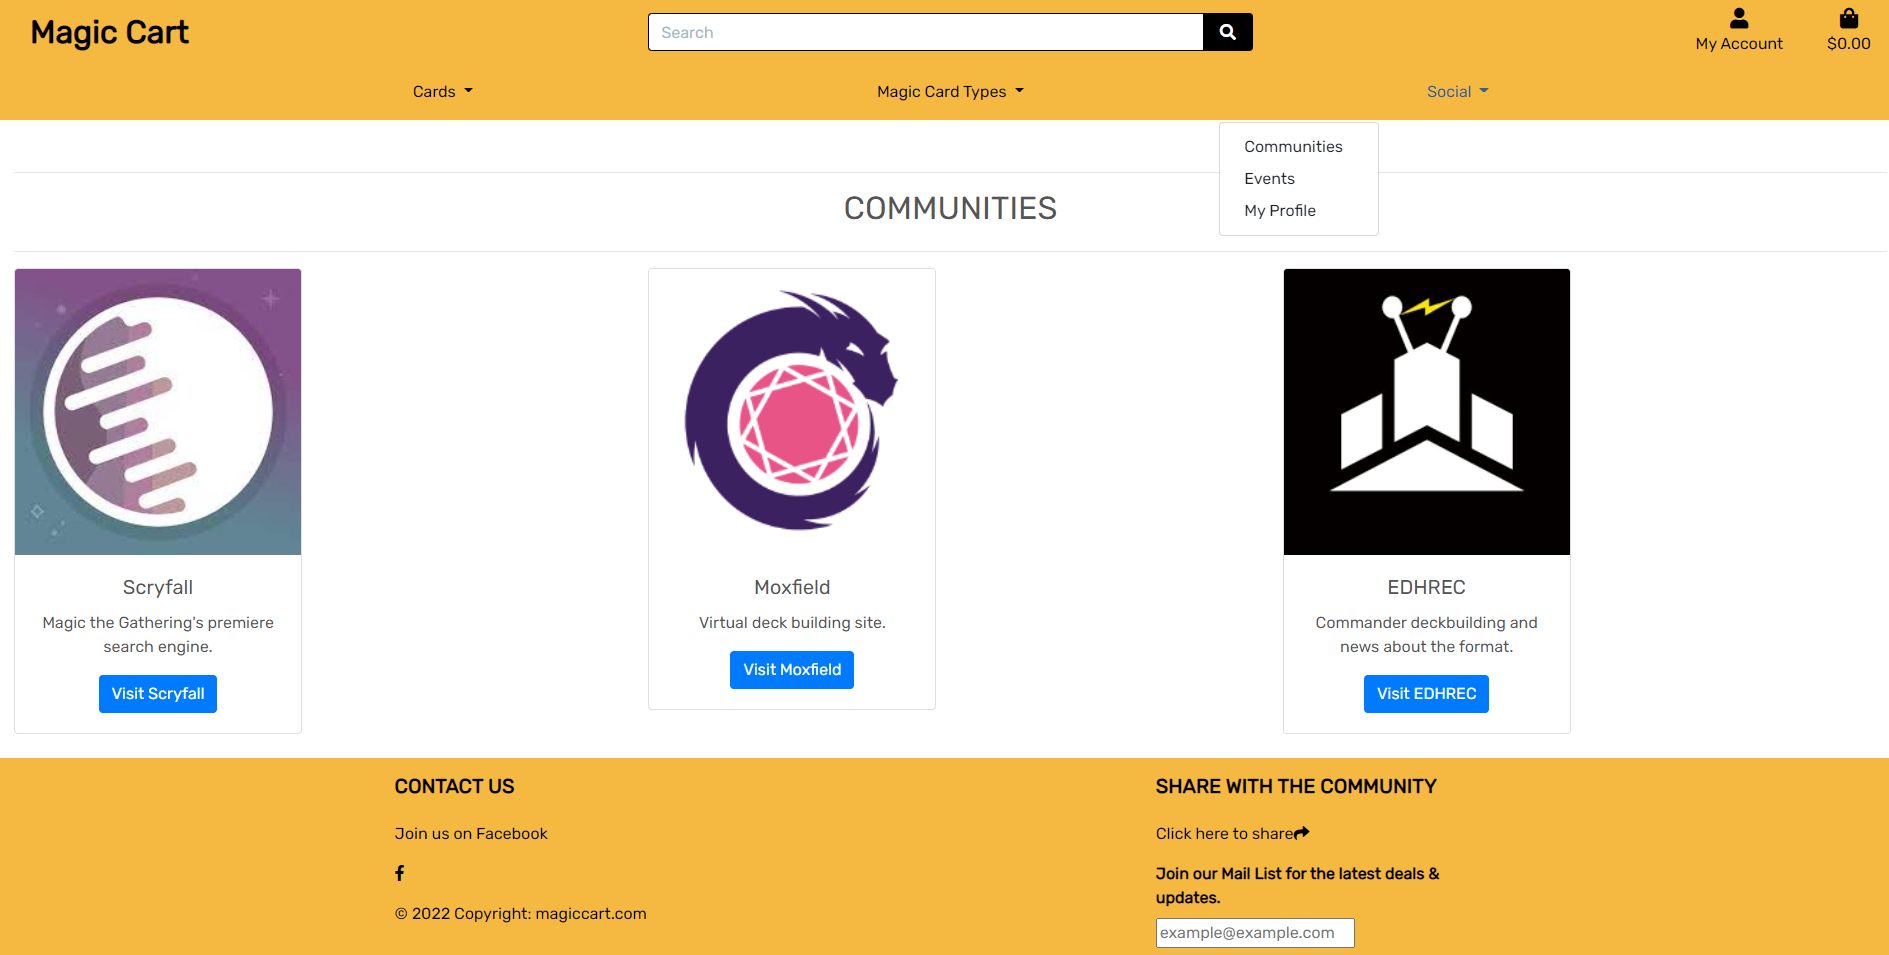 Magic Cart
Search
My Account
$0.00
Cards
Magic Card Types
Social
Communities
Events
My Profile
COMMUNITIES
Scryfall
Magic the Gathering's premiere
search engine.
Visit Scryfall
Moxfield
Virtual deck building site.
Visit Moxfield
EDHREC
Commander deckbuilding and
news about the format.
Visit EDHREC
CONTACT US
Join us on Facebook
© 2022 Copyright: magiccart.com
SHARE WITH THE COMMUNITY
Click here to share
Join our Mail List for the latest deals &
updates.
example@example.com